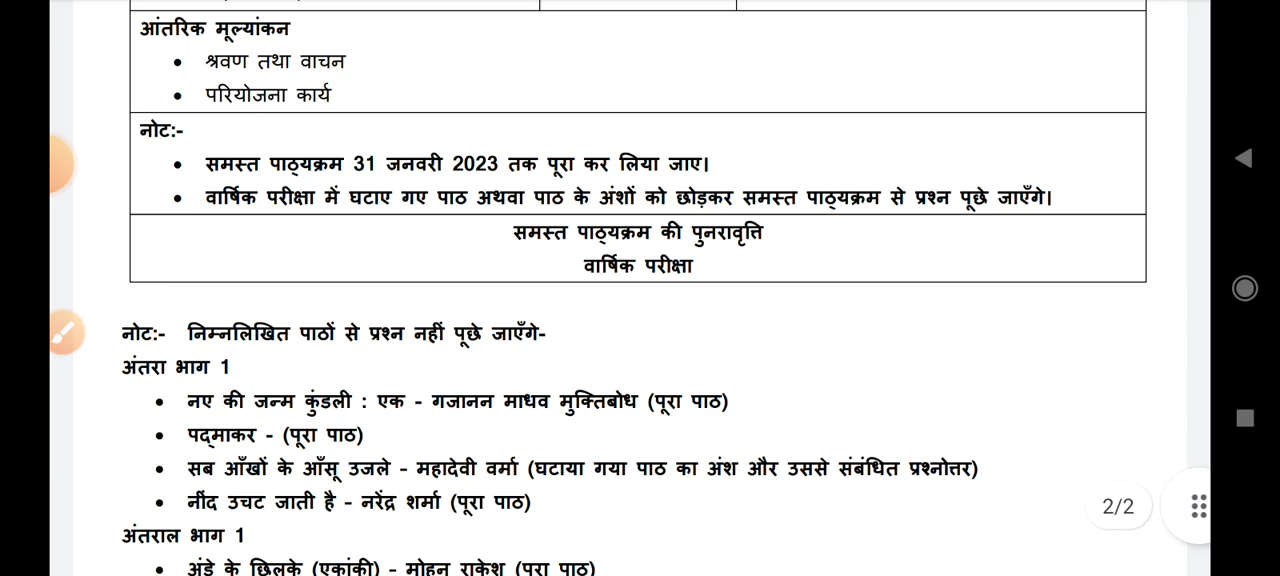 आंतरिक मूल्यांकन
• श्रवण तथा वाचन
• परियोजना कार्य
नोट:-
• समस्त पाठ्यक्रम 31 जनवरी 2023 तक पूरा कर लिया जाए।
• वार्षिक परीक्षा में घटाए गए पाठ अथवा पाठ के अंशों को छोड़कर समस्त पाठ्यक्रम से प्रश्न पूछे जाएँगे।
समस्त पाठ्यक्रम की पुनरावृत्ति
वार्षिक परीक्षा
नोट:- निम्नलिखित पाठों से प्रश्न नहीं पूछे जाएँगे-
अंतरा भाग 1
• नए की जन्म कुंडली : एक - गजानन माधव मुक्तिबोध (पूरा पाठ)
• पद्माकर - (पूरा पाठ)
• सब आँखों के आँसू उजले - महादेवी वर्मा (घटाया गया पाठ का अंश और उससे संबंधित प्रश्नोत्तर)
• नींद उचट जाती है - नरेंद्र शर्मा (पूरा पाठ)
2/2
अंतराल भाग 1
• अंडे के छिलके (एकांकी) - मोहन राकेश (पूरा पाठ)